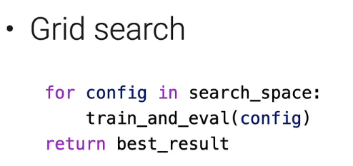 • Grid search
for config in search_space:
    train_and_eval(config)
return best_result